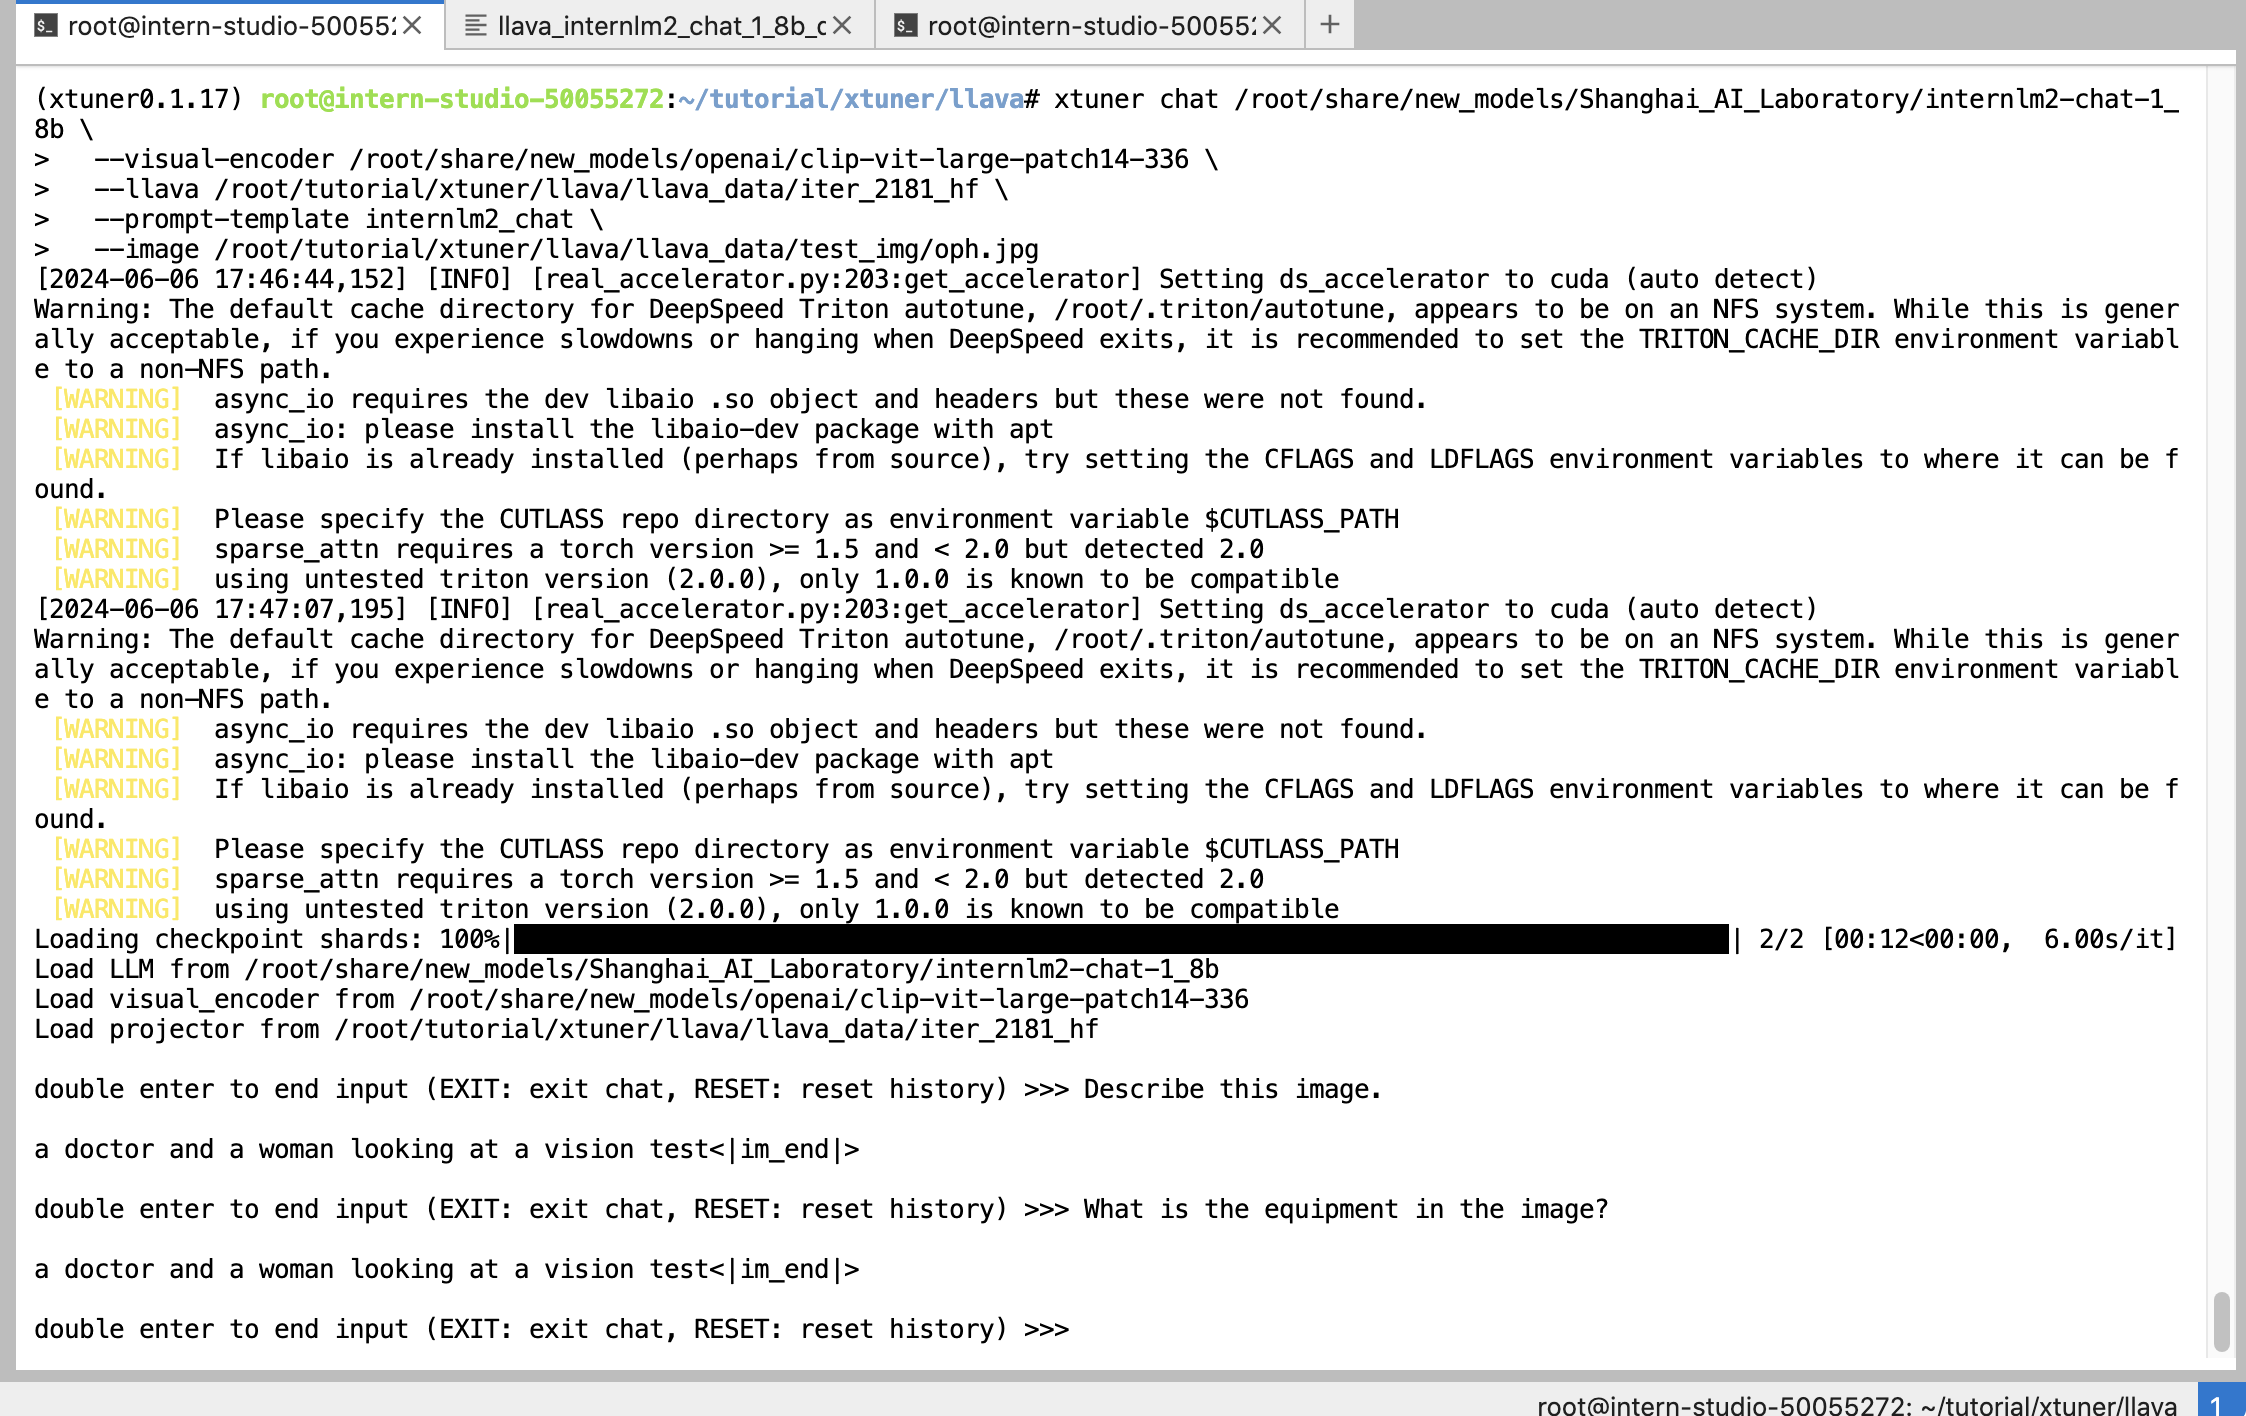 root@intern-studio-50055
llava_internlm2_chat_1_8b_
root@intern-studio-50055
(xtuner0.1.17) root@intern-studio-50055272:~/tutorial/xtuner/llava# xtuner chat /root/share/new_models/Shanghai_AI_Laboratory/internlm2-chat-1_
8b \
>   --visual-encoder /root/share/new_models/openai/clip-vit-large-patch14-336 \
>   --llava /root/tutorial/xtuner/llava/llava_data/iter_2181_hf \
>   --prompt-template internlm2_chat \
>   --image /root/tutorial/xtuner/llava/llava_data/test_img/oph.jpg
[2024-06-06 17:46:44,152] [INFO] [real_accelerator.py:203:get_accelerator] Setting ds_accelerator to cuda (auto detect)
Warning: The default cache directory for DeepSpeed Triton autotune, /root/.triton/autotune, appears to be on an NFS system. While this is gener
ally acceptable, if you experience slowdowns or hanging when DeepSpeed exits, it is recommended to set the TRITON_CACHE_DIR environment variabl
e to a non-NFS path.
[WARNING]  async_io requires the dev libaio .so object and headers but these were not found.
[WARNING]  async_io: please install the libaio-dev package with apt
[WARNING]  If libaio is already installed (perhaps from source), try setting the CFLAGS and LDFLAGS environment variables to where it can be f
ound.
[WARNING]  Please specify the CUTLASS repo directory as environment variable $CUTLASS_PATH
[WARNING]  sparse_attn requires a torch version >= 1.5 and < 2.0 but detected 2.0
[WARNING]  using untested triton version (2.0.0), only 1.0.0 is known to be compatible
[2024-06-06 17:47:07,195] [INFO] [real_accelerator.py:203:get_accelerator] Setting ds_accelerator to cuda (auto detect)
Warning: The default cache directory for DeepSpeed Triton autotune, /root/.triton/autotune, appears to be on an NFS system. While this is gener
ally acceptable, if you experience slowdowns or hanging when DeepSpeed exits, it is recommended to set the TRITON_CACHE_DIR environment variabl
e to a non-NFS path.
[WARNING]  async_io requires the dev libaio .so object and headers but these were not found.
[WARNING]  async_io: please install the libaio-dev package with apt
[WARNING]  If libaio is already installed (perhaps from source), try setting the CFLAGS and LDFLAGS environment variables to where it can be f
ound.
[WARNING]  Please specify the CUTLASS repo directory as environment variable $CUTLASS_PATH
[WARNING]  sparse_attn requires a torch version >= 1.5 and < 2.0 but detected 2.0
[WARNING]  using untested triton version (2.0.0), only 1.0.0 is known to be compatible
Loading checkpoint shards: 100%|| 2/2 [00:12<00:00,  6.00s/it]
Load LLM from /root/share/new_models/Shanghai_AI_Laboratory/internlm2-chat-1_8b
Load visual_encoder from /root/share/new_models/openai/clip-vit-large-patch14-336
Load projector from /root/tutorial/xtuner/llava/llava_data/iter_2181_hf
double enter to end input (EXIT: exit chat, RESET: reset history) >>> Describe this image.
a doctor and a woman looking at a vision test<|im_end|>
double enter to end input (EXIT: exit chat, RESET: reset history) >>> What is the equipment in the image?
a doctor and a woman looking at a vision test<|im_end|>
double enter to end input (EXIT: exit chat, RESET: reset history) >>>
root@intern-studio-50055272: ~/tutorial/xtuner/llava 1